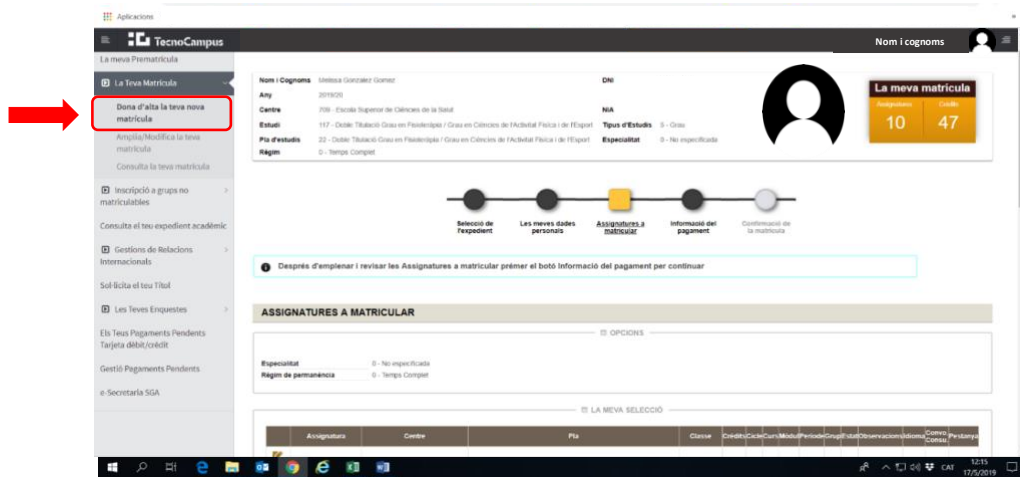 Aplicacions
»
TecnoCampus
Nom i cognoms
La meva Prematrícula
La Teva Matrícula
Dona d'alta la teva nova
matrícula
Amplia/Modifica la teva
matrícula
Consulta la teva matrícula
Inscripció a grups no
matriculables
Consulta el teu expedient acadèmic
Gestions de Relacions
Internacionals
Sol·licita el teu Títol
Les Teves Enquestes
Els Teus Pagaments Pendents
Tarjeta dèbit/crèdit
Gestió Pagaments Pendents
e-Secretaria SGA
Nom i Cognoms Melissa González Gomez DNI
Any 2019/20
Centre 709 - Escola Superior de Ciències de la Salut NIA
Estudi 117 - Doble Titulació Grau en Fisioteràpia / Grau en Ciències de l'Activitat Física i de l'Esport Tipus d'Estudis 5 - Grau
Pla d'estudis 22 - Doble Titulació Grau en Fisioteràpia / Grau en Ciències de l'Activitat Física i de l'Esport Especialitat 0 - No especificada
Règim 0 - Temps Complet
La meva matrícula
Assignatures Crèdits
10 47
Selecció de
l'expedient
Les meves dades
personals
Assignatures a
matricular
Informació del
pagament
Confirmació de
la matrícula
Després d'emplenar i revisar les Assignatures a matricular prémer el botó Informació del pagament per continuar
ASSIGNATURES A MATRICULAR
OPCIONS
Especialitat 0 - No especificada
Règim de permanència 0 - Temps Complet
LA MEVA SELECCIÓ
Assignatura Centre Pla Classe Crèdits Cicle Curs Mòdul Període Grup Estat Observacions Idioma Convo Consu. Pestanya
CAT
12:15
17/5/2019